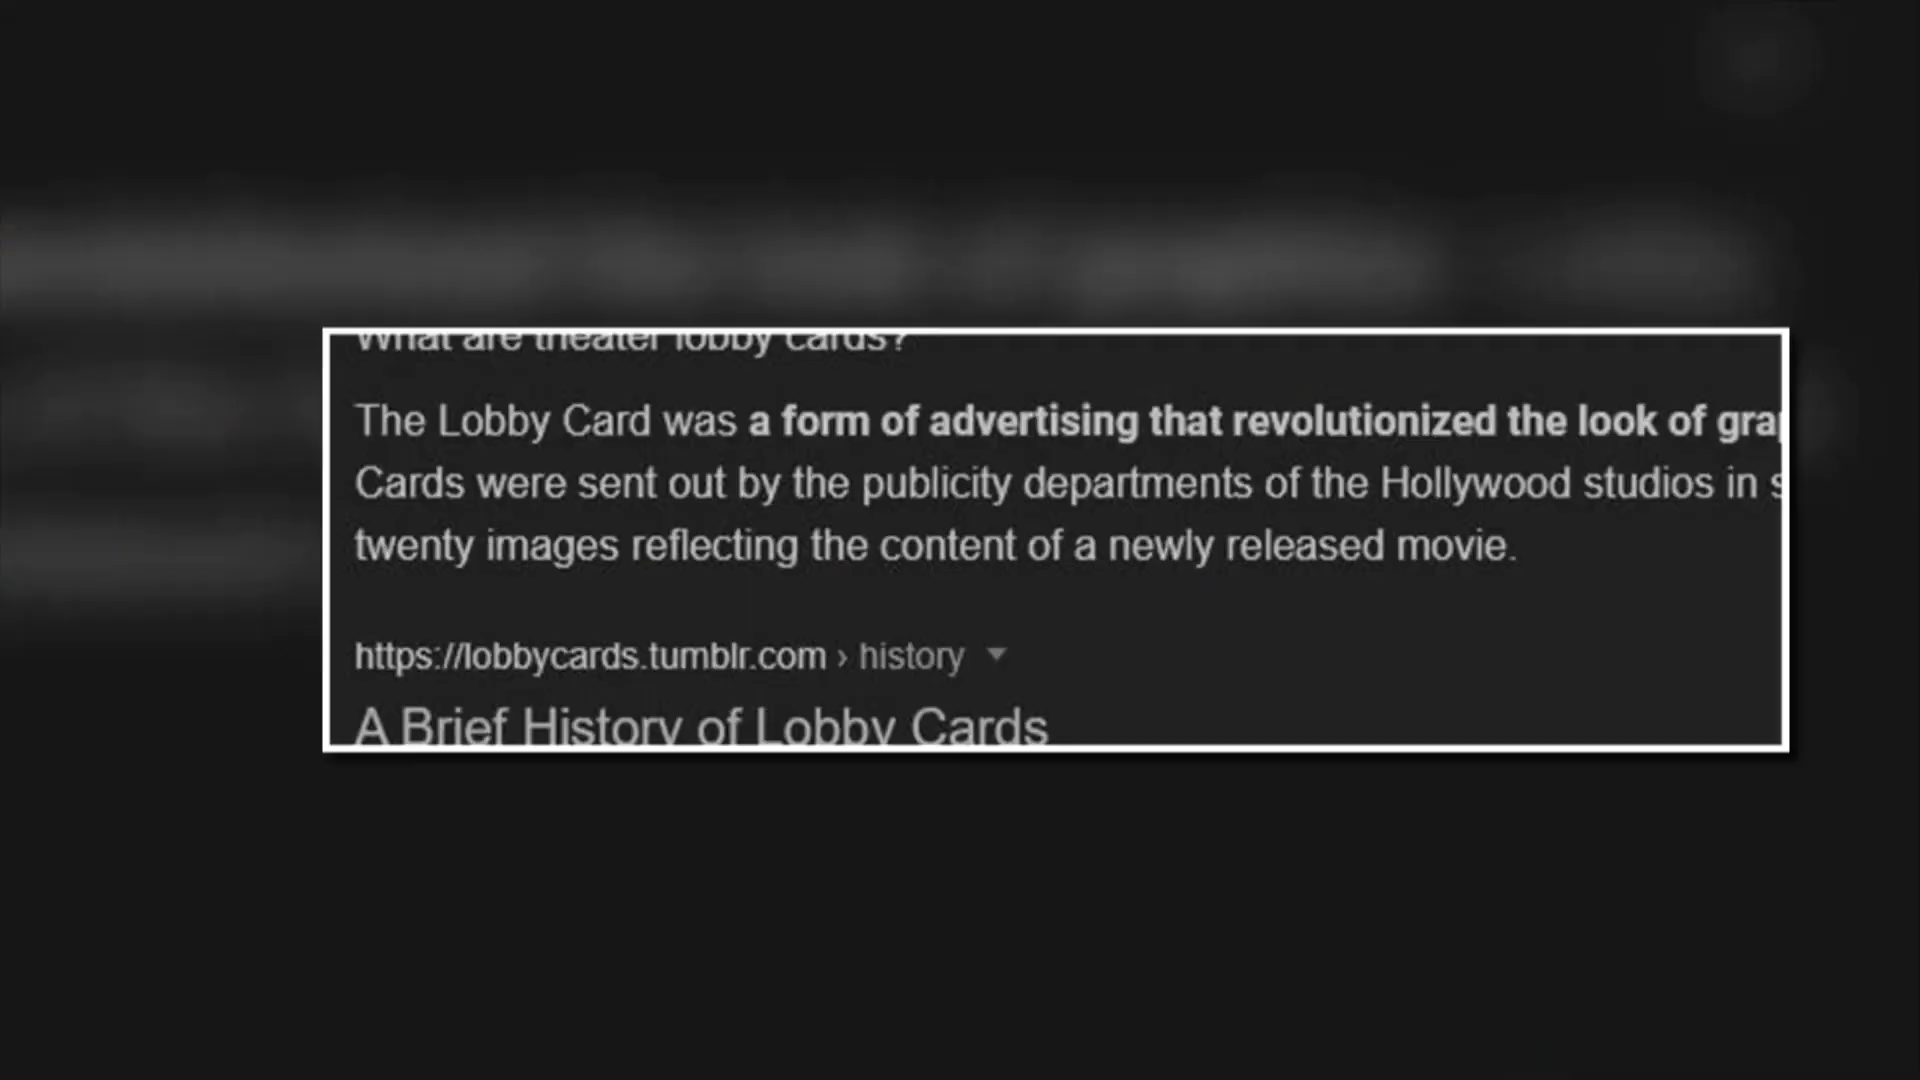 What are theater lobby cards?
The Lobby Card was a form of advertising that revolutionized the look of
Cards were sent out by the publicity departments of the Hollywood studios in
twenty images reflecting the content of a newly released movie.
https://lobbycards.tumblr.com › history
A Brief History of Lobby Cards